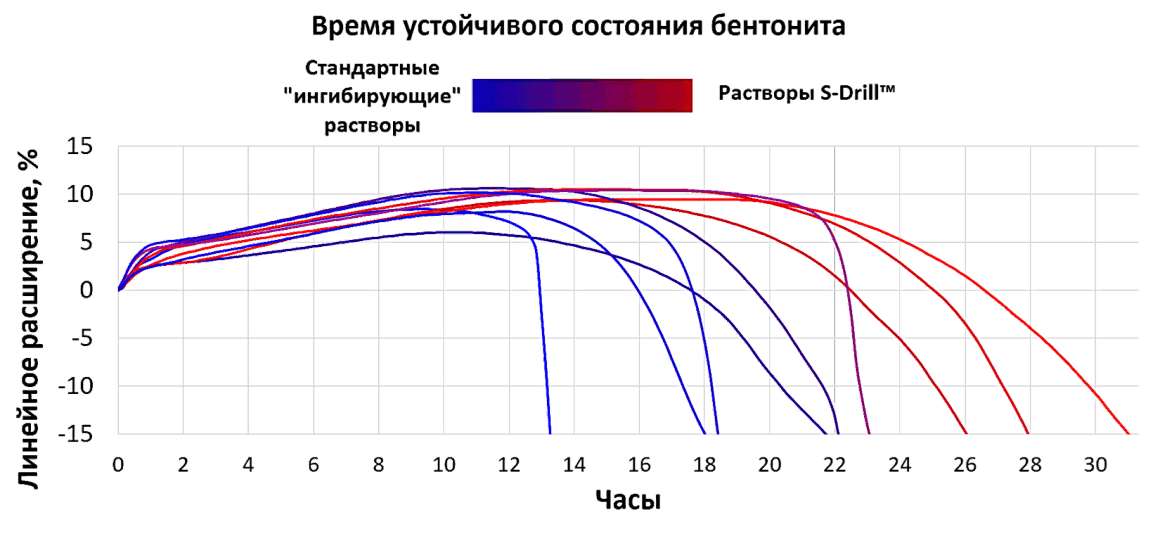 Время устойчивого состояния бентонита
Стандартные
"ингибирующие"
растворы
Растворы S-Drill™
Линейное расширение, %
15
10
5
0
-5
-10
-15
0 2 4 6 8 10 12 14 16 18 20 22 24 26 28 30
Часы